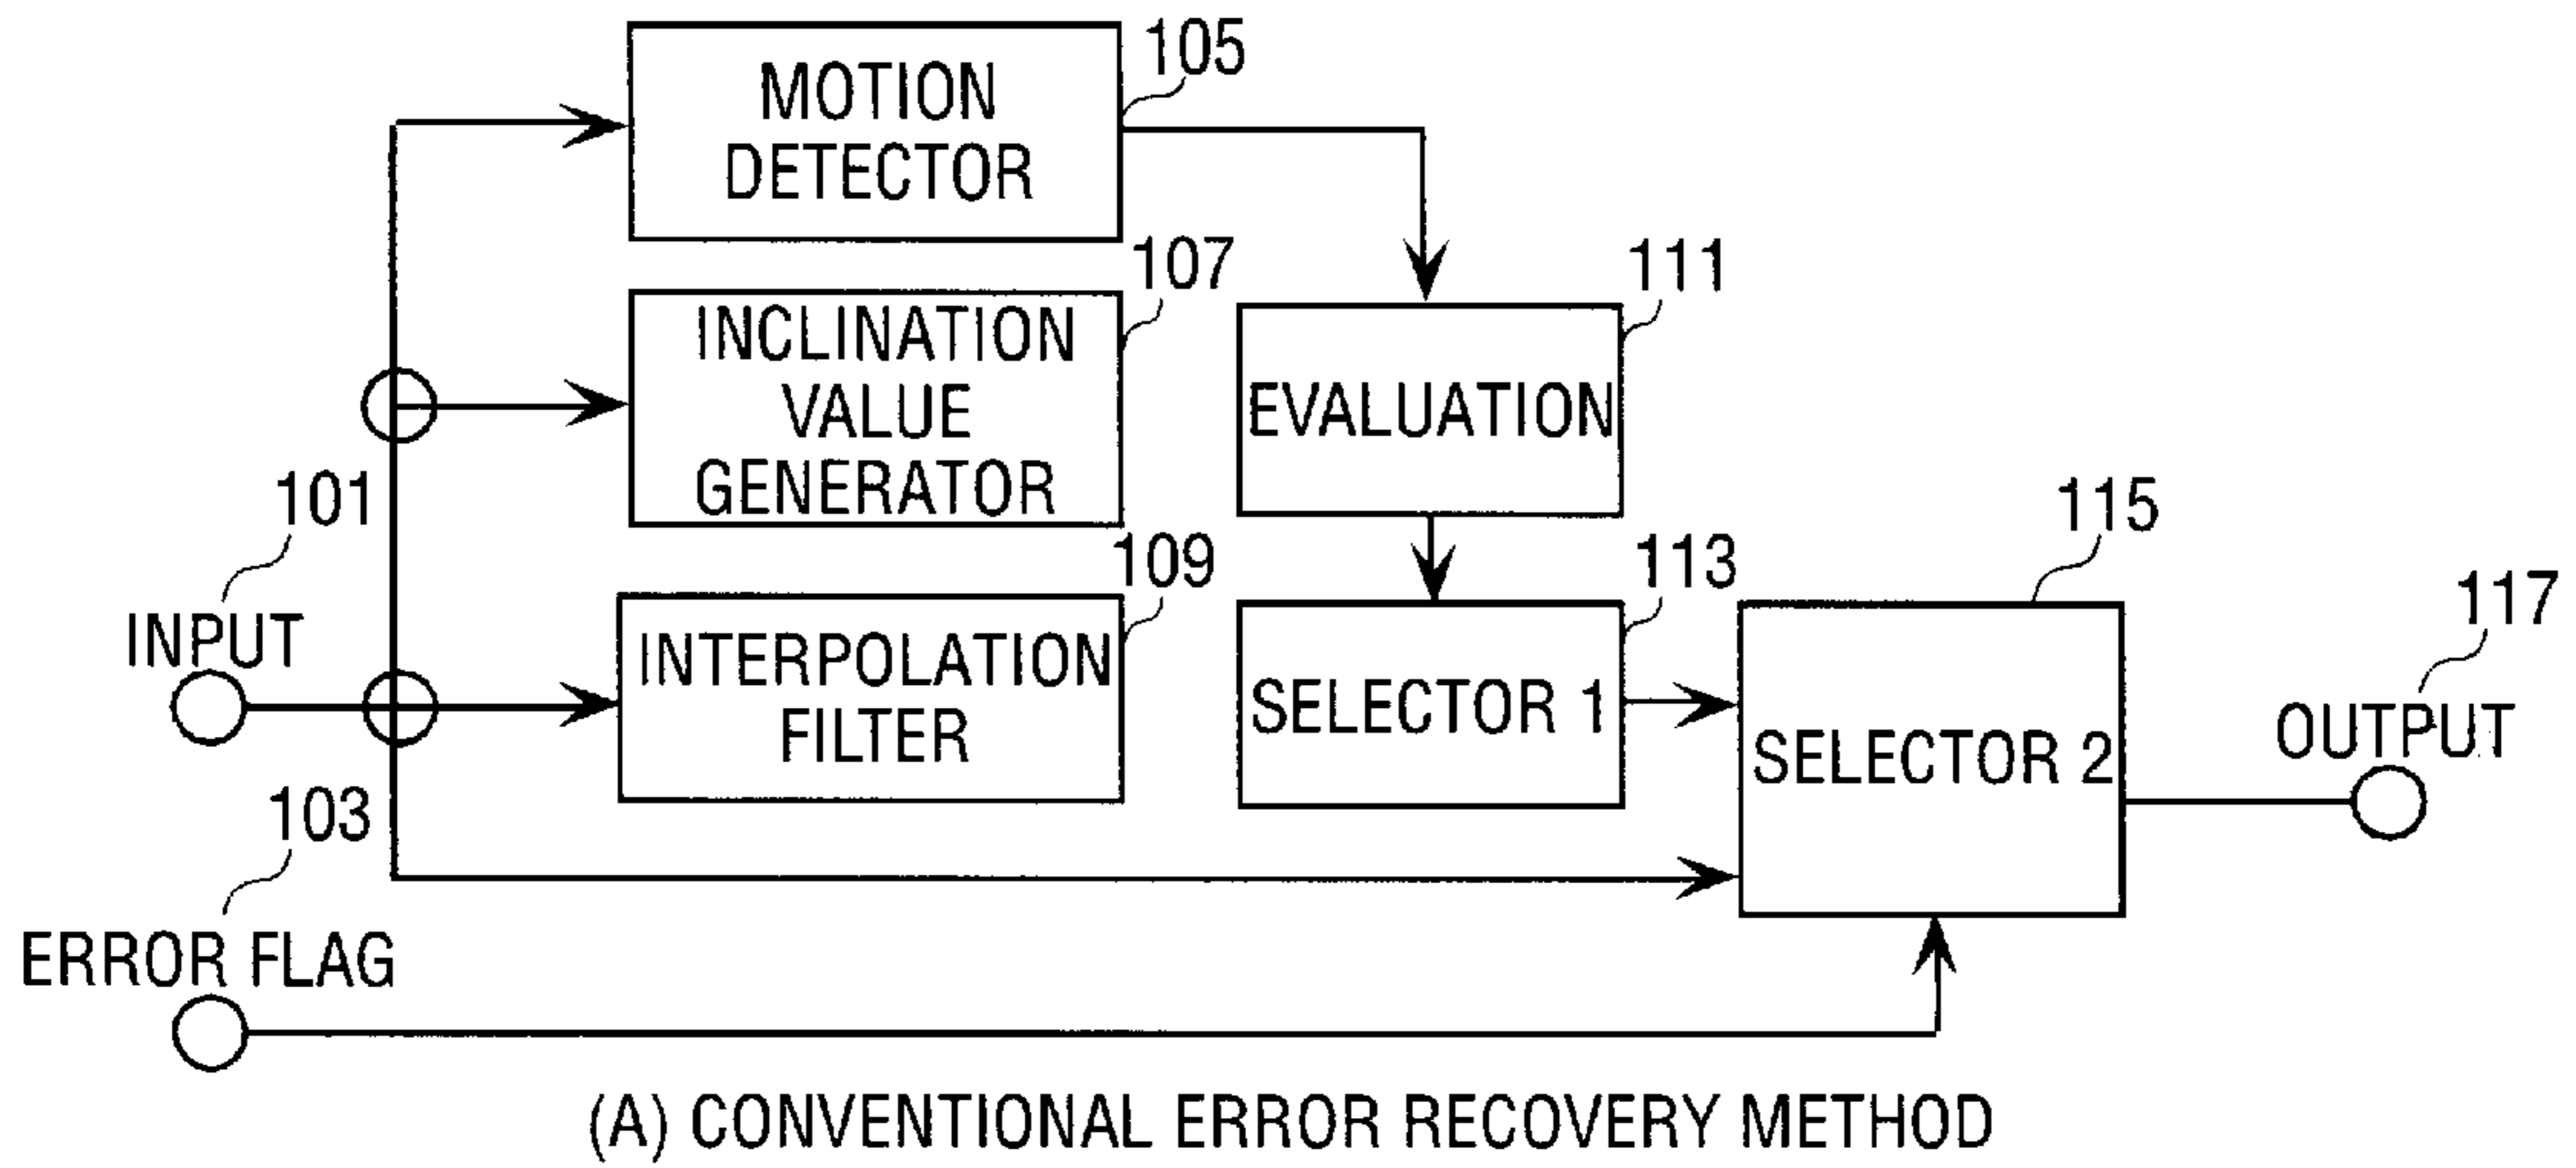 MOTION
DETECTOR
105
INCLINATION
VALUE
GENERATOR
107
111
EVALUATION
101
INPUT
INTERPOLATION
FILTER
109
113
SELECTOR 1
115
SELECTOR 2
117
OUTPUT
103
ERROR FLAG
(A) CONVENTIONAL ERROR RECOVERY METHOD